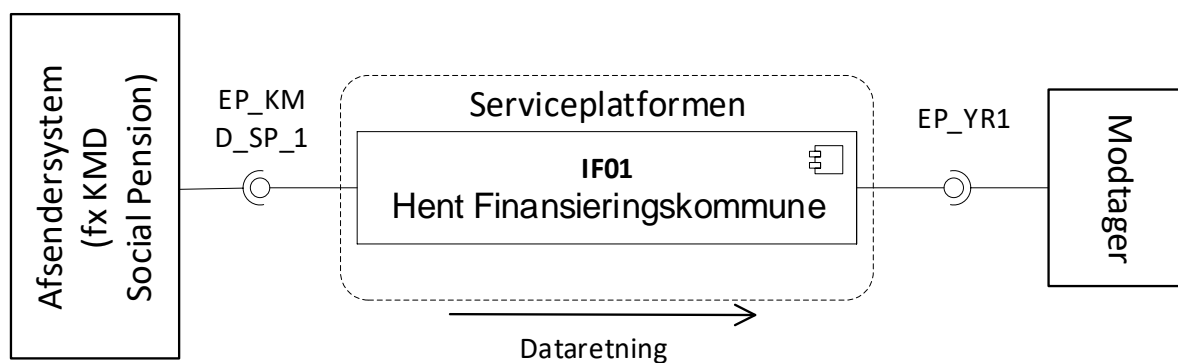 Afsendersystem
(fx KMD
Social Pension)
EP_KM
D_SP_1
Serviceplatformen
IF01
Hent Finansieringskommune
EP_YR1
Modtager
Dataretning